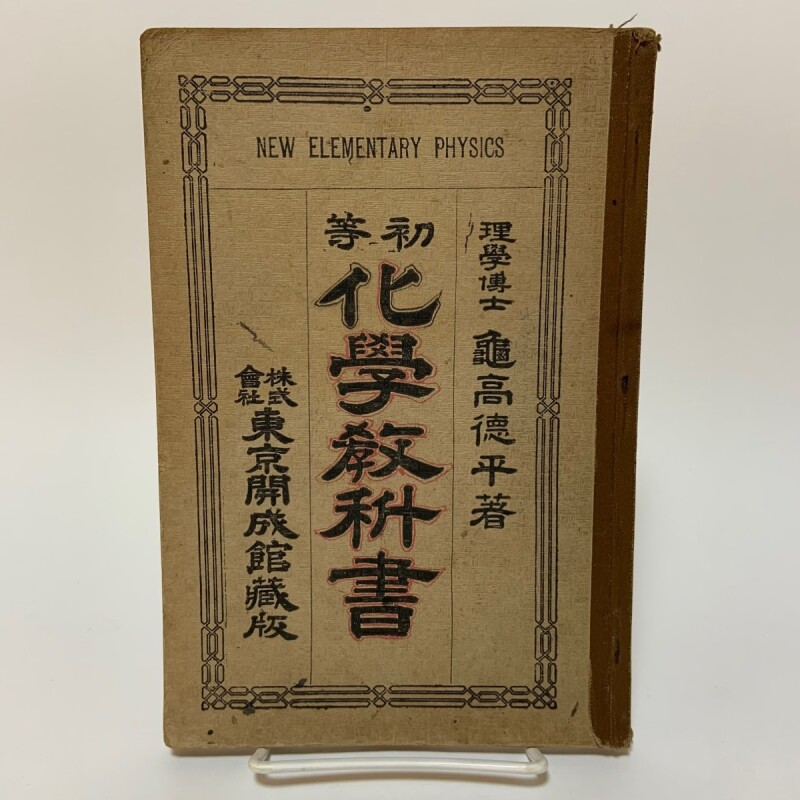 NEW ELEMENTARY PHYSICS
理學博士 龜高德平著
初等
化學教科書
株式會社 東京開成館藏版